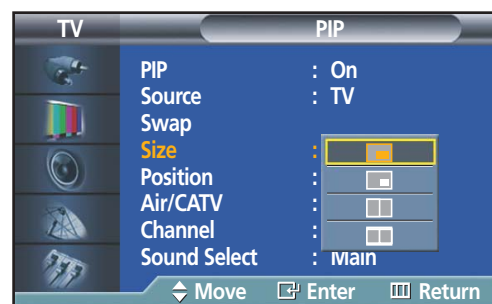 TV PIP
PIP : On
Source : TV
Swap
Size :
Position :
Air/CATV :
Channel :
Sound Select : Main
Move Enter Return